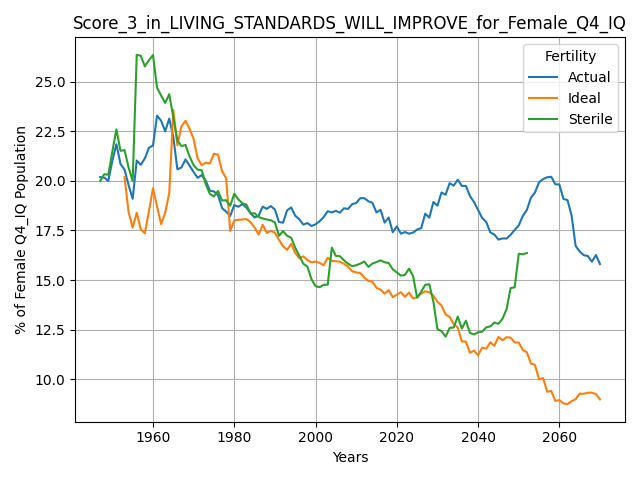 Score_3_in_LIVING_STANDARDS_WILL_IMPROVE_for_Female_Q4_IQ
Fertility
Actual
Ideal
Sterile
% of Female Q4_IQ Population
25.0
22.5
20.0
17.5
15.0
12.5
10.0
1960 1980 2000 2020 2040 2060
Years